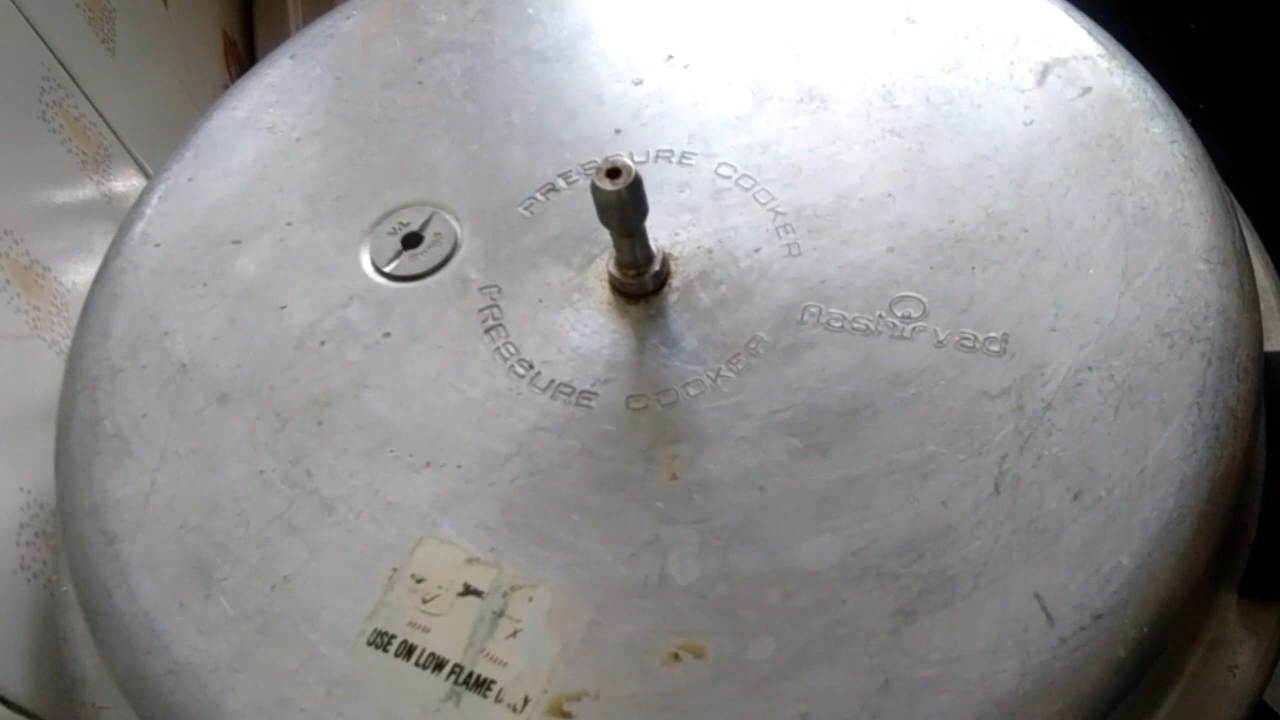 PRESSURE COOKER
PRESSURE COOKER
aashirvad
USE ON LOW FLAME ONLY